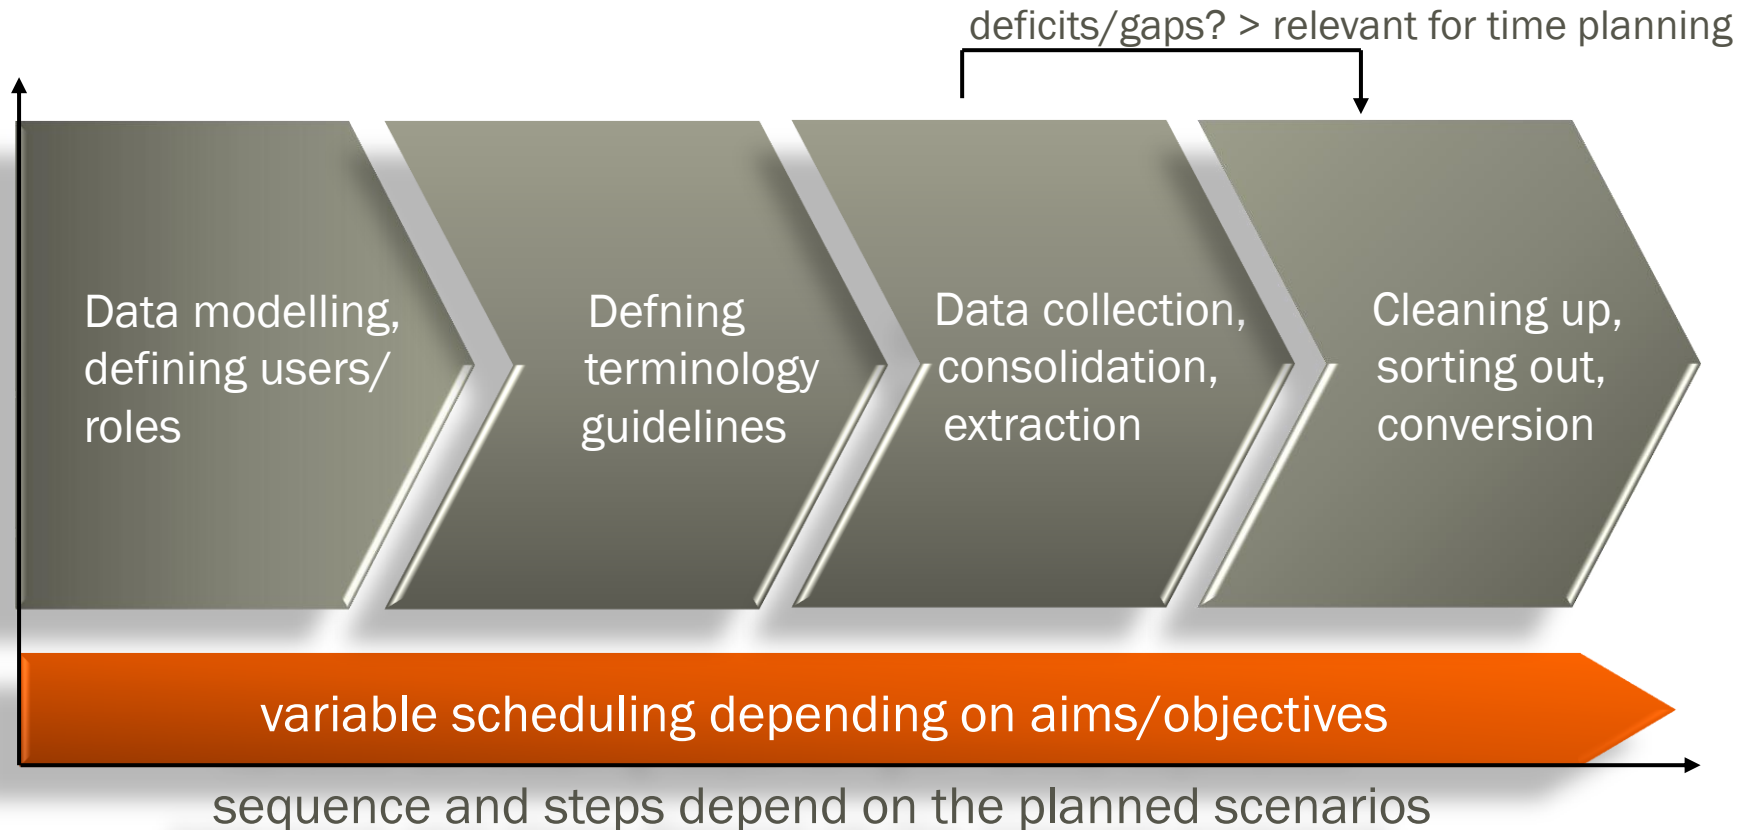 deficits/gaps? > relevant for time planning
Data modelling,
defining users/
roles
Defning
terminology
guidelines
Data collection,
consolidation,
extraction
Cleaning up,
sorting out,
conversion
variable scheduling depending on aims/objectives
sequence and steps depend on the planned scenarios